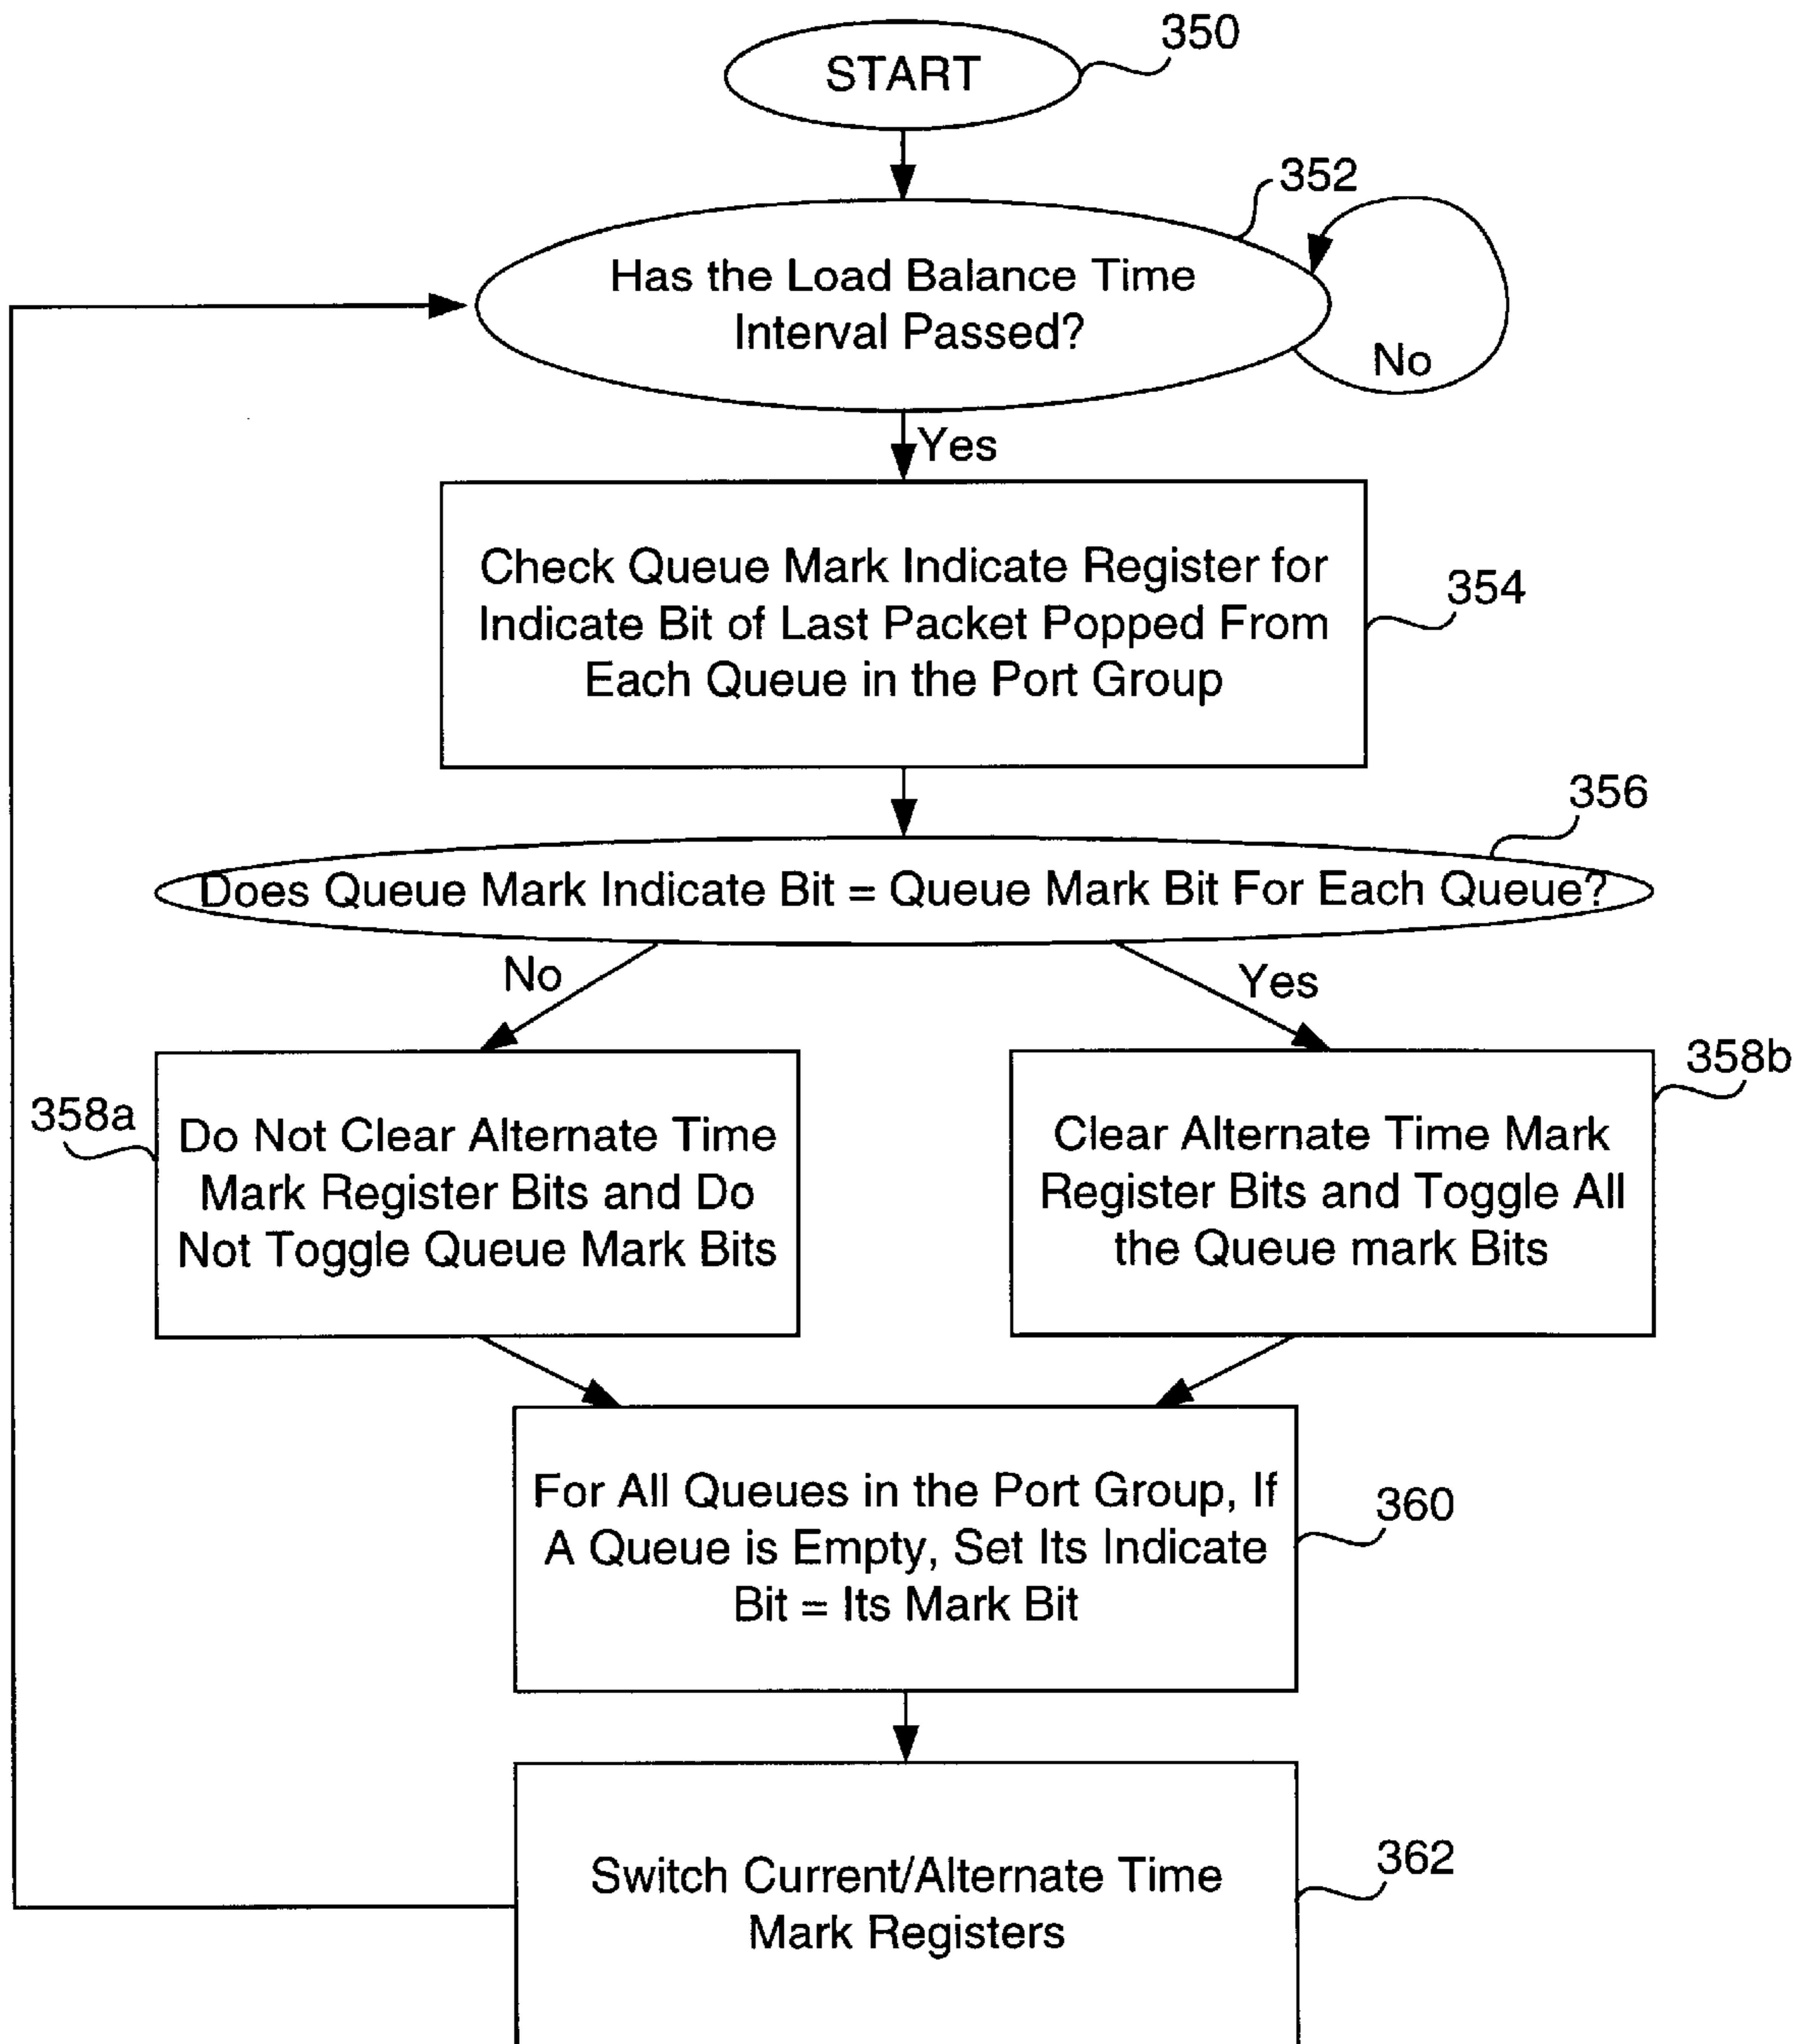 350
START
352
Has the Load Balance Time
Interval Passed?
No
Yes
Check Queue Mark Indicate Register for
Indicate Bit of Last Packet Popped From
Each Queue in the Port Group
354
356
Does Queue Mark Indicate Bit = Queue Mark Bit For Each Queue?
No
Yes
358a
Do Not Clear Alternate Time
Mark Register Bits and Do
Not Toggle Queue Mark Bits
358b
Clear Alternate Time Mark
Register Bits and Toggle All
the Queue mark Bits
For All Queues in the Port Group, If
A Queue is Empty, Set Its Indicate
Bit = Its Mark Bit
360
Switch Current/Alternate Time
Mark Registers
362